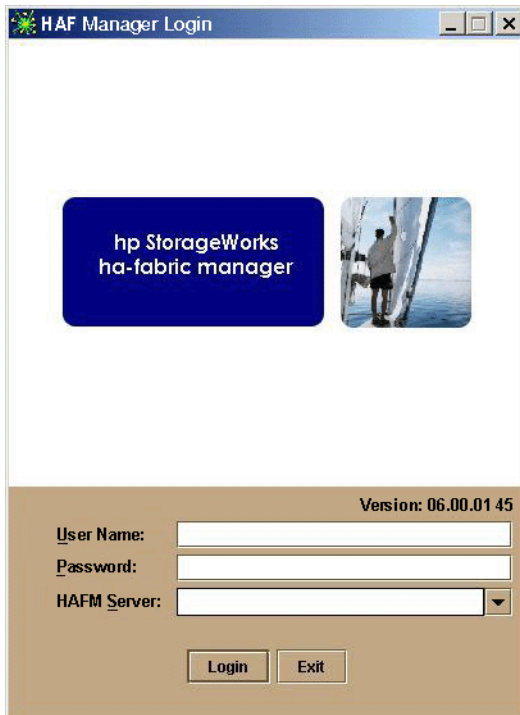 HAF Manager Login
hp StorageWorks
ha-fabric manager
Version: 06.00.01 45
User Name:
Password:
HAFM Server:
Login Exit